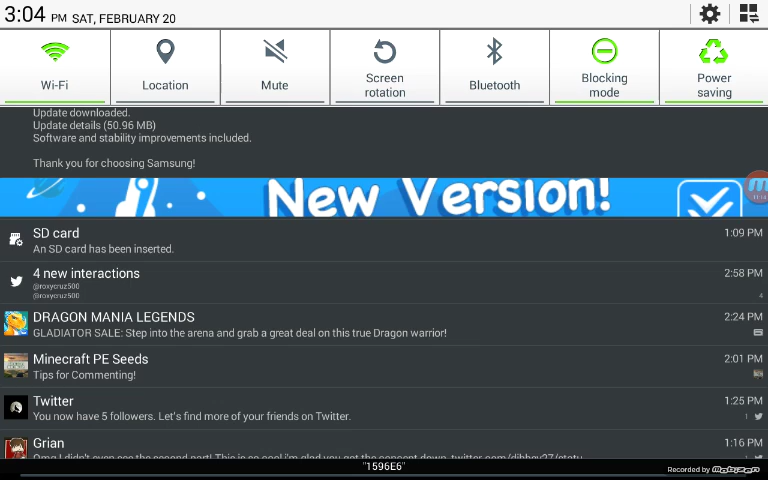 3:04 PM SAT, FEBRUARY 20
Wi-Fi
Location
Mute
Screen rotation
Bluetooth
Blocking mode
Power saving
Update downloaded.
Update details (50.96 MB)
Software and stability improvements included.
Thank you for choosing Samsung!
New Version!
SD card 1:09 PM
An SD card has been inserted.
4 new interactions 2:58 PM
@roxycruz500
@roxycruz500 4
DRAGON MANIA LEGENDS 2:24 PM
GLADIATOR SALE: Step into the arena and grab a great deal on this true Dragon warrior!
Minecraft PE Seeds 2:01 PM
Tips for Commenting!
Twitter 1:25 PM
You now have 5 followers. Let's find more of your friends on Twitter. 1
Grian 1:16 PM
"1596E6"
Recorded by Mobizen